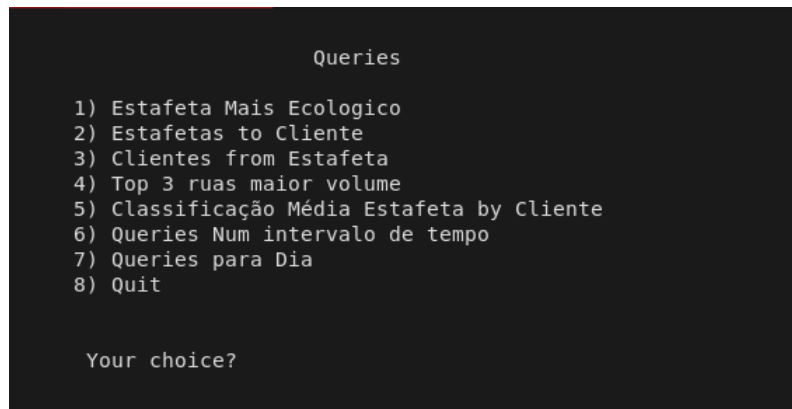 Queries
1) Estafeta Mais Ecologico
2) Estafetas to Cliente
3) Clientes from Estafeta
4) Top 3 ruas maior volume
5) Classificação Média Estafeta by Cliente
6) Queries Num intervalo de tempo
7) Queries para Dia
8) Quit
Your choice?